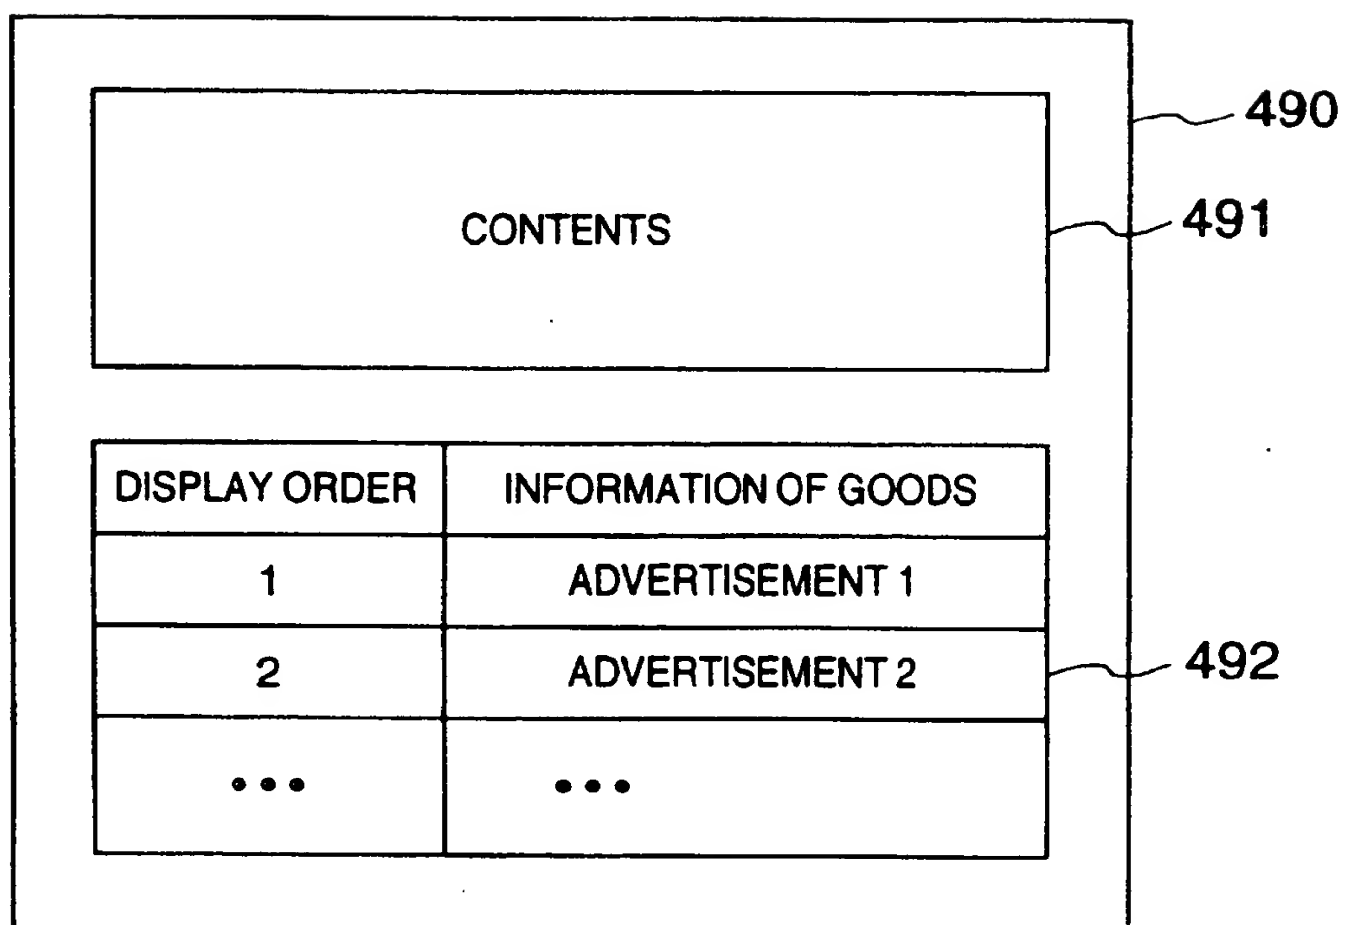 490
CONTENTS
491
DISPLAY ORDER INFORMATION OF GOODS
1 ADVERTISEMENT 1
2 ADVERTISEMENT 2
492
••• •••